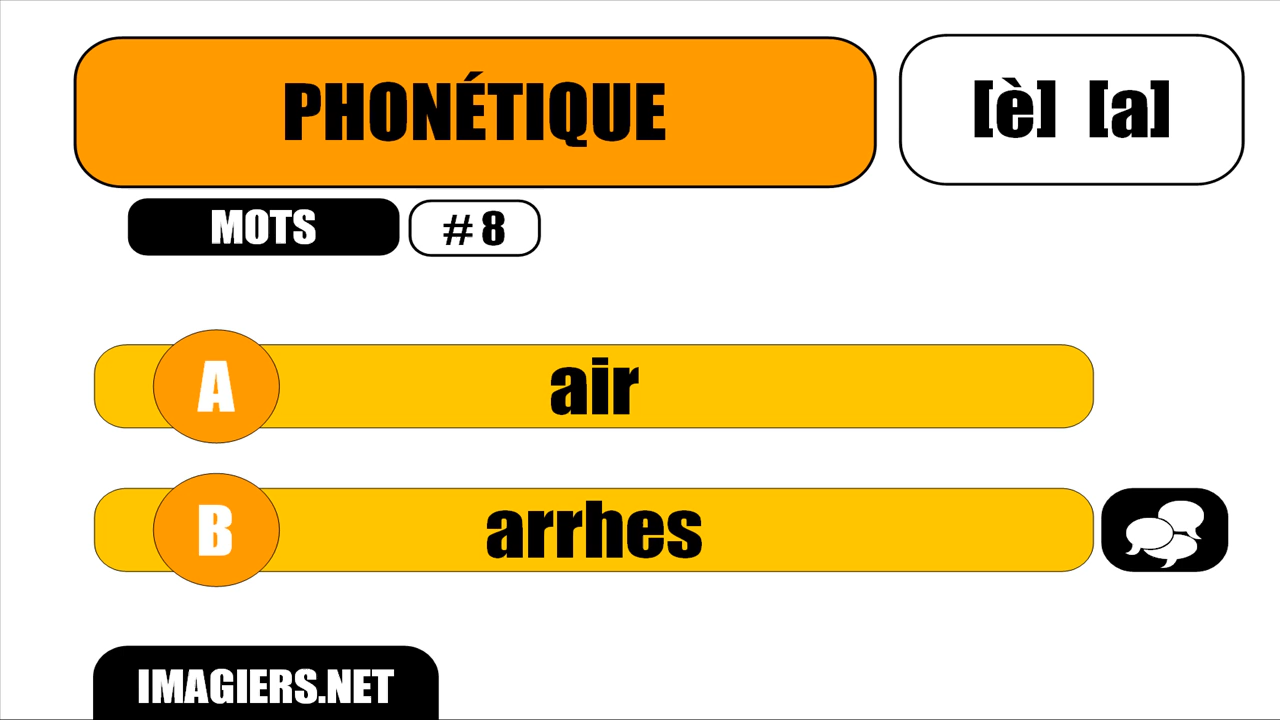 PHONÉTIQUE
[è] [a]
MOTS
# 8
A
air
B
arrhes
IMAGIERS.NET